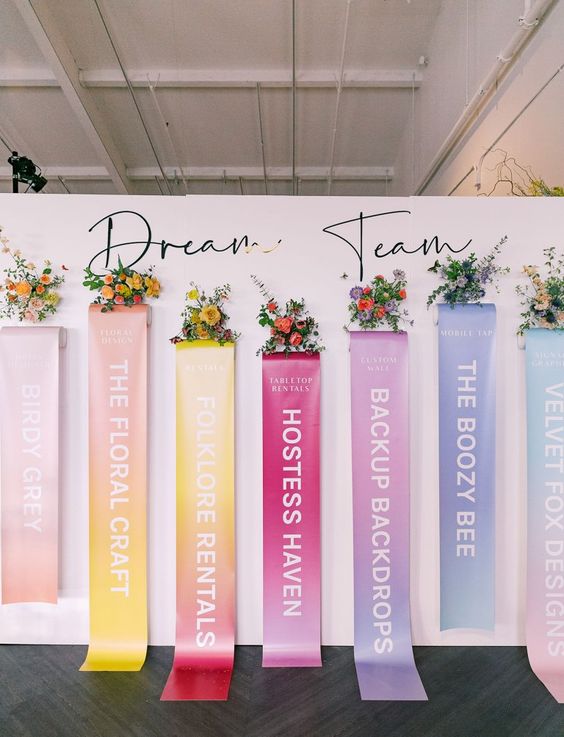 Dream Team
BIRDY GREY
FLORAL
DESIGN
THE FLORAL CRAFT
RENTALS
FOLKLORE RENTALS
TABLETOP
RENTALS
HOSTESS HAVEN
CUSTOM
WALL
BACKUP BACKDROPS
MOBILE TAP
THE BOOZY BEE
VELVET FOX DESIGNS